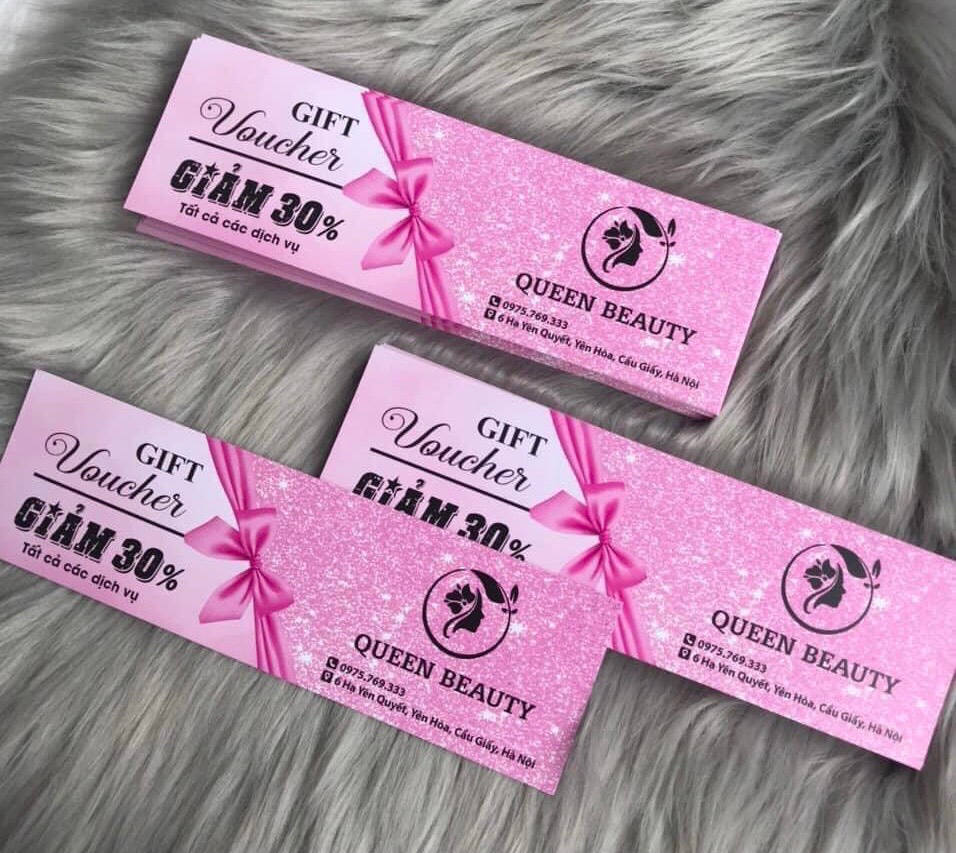 GIFT
Voucher
GIẢM 30%
Tất cả các dịch vụ
QUEEN BEAUTY
0975.769.333
6 Hạ Yên Quyết, Yên Hòa, Cầu Giấy, Hà Nội
GIFT
Voucher
GIẢM 30%
Tất cả các dịch vụ
QUEEN BEAUTY
0975.769.333
6 Hạ Yên Quyết, Yên Hòa, Cầu Giấy, Hà Nội
GIFT
Voucher
GIẢM 30%
QUEEN BEAUTY
0975.769.333
6 Hạ Yên Quyết, Yên Hòa, Cầu Giấy, Hà Nội